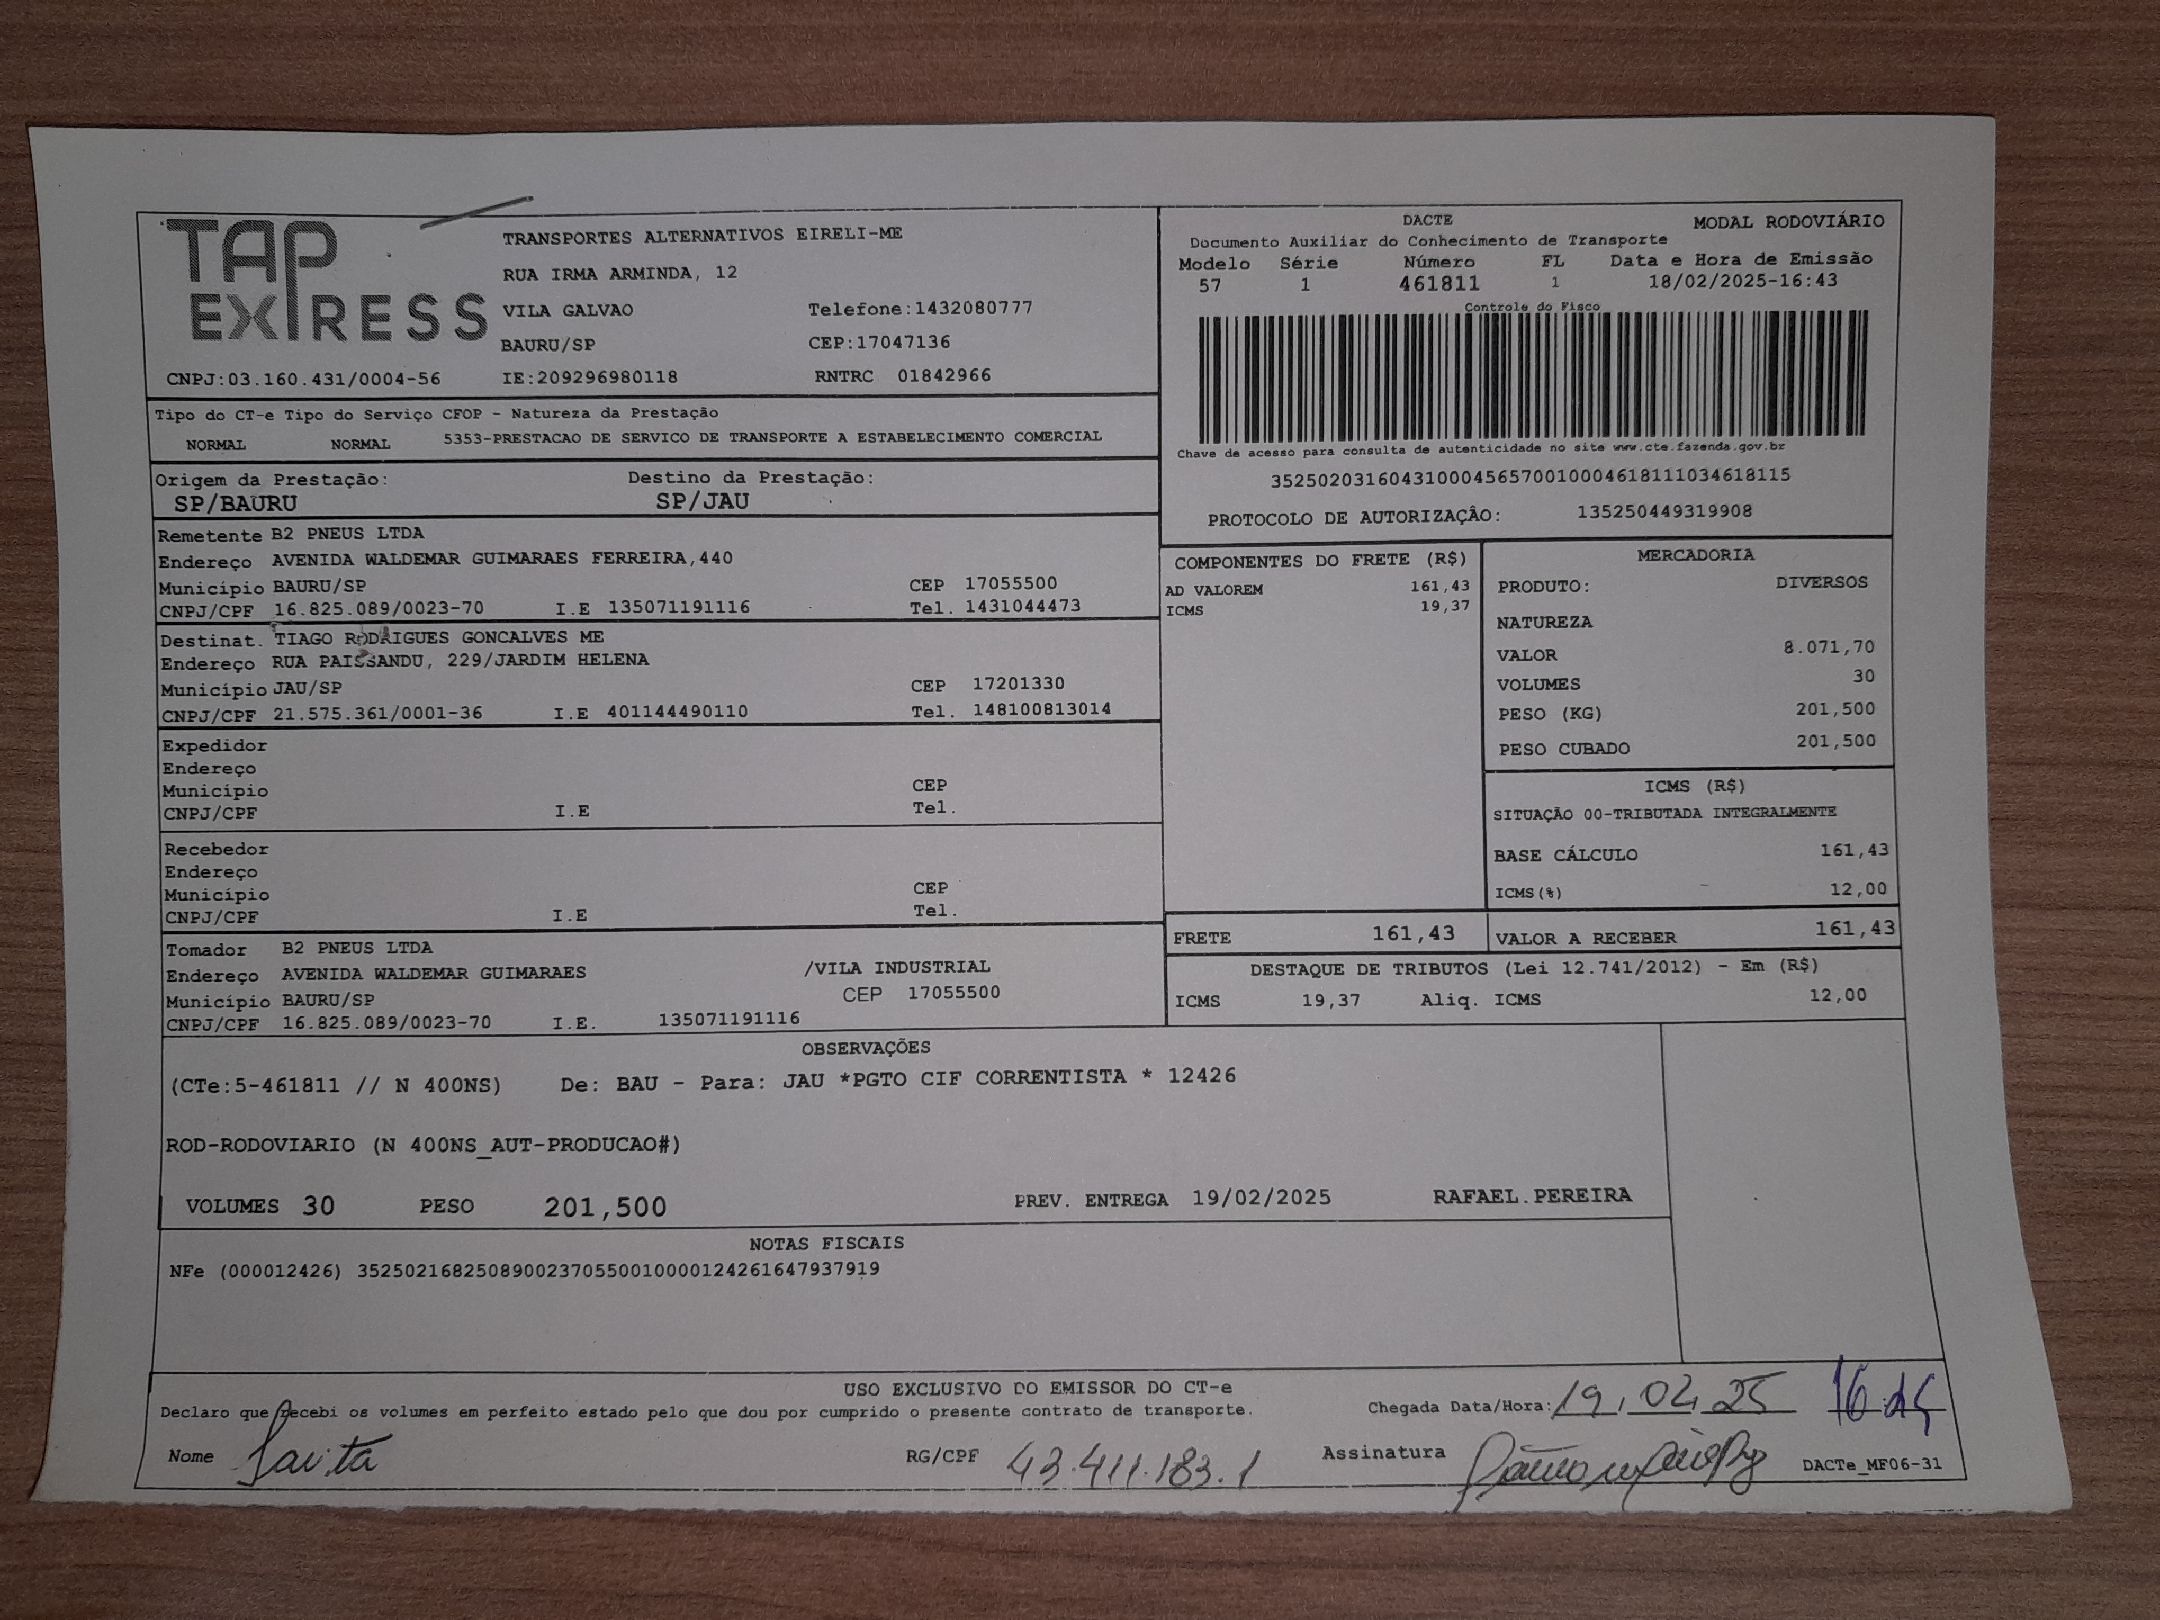 TAP
EXPRESS
CNPJ:03.160.431/0004-56
TRANSPORTES ALTERNATIVOS EIRELI-ME
RUA IRMA ARMINDA, 12
VILA GALVAO Telefone:1432080777
BAURU/SP CEP:17047136
IE:209296980118 RNTRC 01842966
DACTE MODAL RODOVIÁRIO
Documento Auxiliar do Conhecimento de Transporte
Modelo Série Número FL Data e Hora de Emissão
57 1 461811 1 18/02/2025-16:43
Controle do Fisco
Chave de acesso para consulta de autenticidade no site www.cte.fazenda.gov.br
35250203160431000456570010004618111034618115
PROTOCOLO DE AUTORIZAÇÃO: 135250449319908
Tipo do CT-e Tipo do Serviço CFOP - Natureza da Prestação
NORMAL NORMAL 5353-PRESTACAO DE SERVICO DE TRANSPORTE A ESTABELECIMENTO COMERCIAL
Origem da Prestação: Destino da Prestação:
SP/BAURU SP/JAU
Remetente B2 PNEUS LTDA
Endereço AVENIDA WALDEMAR GUIMARAES FERREIRA,440
Município BAURU/SP CEP 17055500
CNPJ/CPF 16.825.089/0023-70 I.E 135071191116 Tel. 1431044473
Destinat. TIAGO RODRIGUES GONCALVES ME
Endereço RUA PAISSANDU, 229/JARDIM HELENA
Município JAU/SP CEP 17201330
CNPJ/CPF 21.575.361/0001-36 I.E 401144490110 Tel. 148100813014
Expedidor
Endereço
Município CEP
CNPJ/CPF I.E Tel.
Recebedor
Endereço
Município CEP
CNPJ/CPF I.E Tel.
Tomador B2 PNEUS LTDA
Endereço AVENIDA WALDEMAR GUIMARAES /VILA INDUSTRIAL
Município BAURU/SP CEP 17055500
CNPJ/CPF 16.825.089/0023-70 I.E. 135071191116
COMPONENTES DO FRETE (R$)
AD VALOREM 161,43
ICMS 19,37
MERCADORIA
PRODUTO: DIVERSOS
NATUREZA
VALOR 8.071,70
VOLUMES 30
PESO (KG) 201,500
PESO CUBADO 201,500
ICMS (R$)
SITUAÇÃO 00-TRIBUTADA INTEGRALMENTE
BASE CÁLCULO 161,43
ICMS(%) 12,00
FRETE 161,43 VALOR A RECEBER 161,43
DESTAQUE DE TRIBUTOS (Lei 12.741/2012) - Em (R$)
ICMS 19,37 Aliq. ICMS 12,00
OBSERVAÇÕES
(CTe:5-461811 // N 400NS) De: BAU - Para: JAU *PGTO CIF CORRENTISTA * 12426
ROD-RODOVIARIO (N 400NS_AUT-PRODUCAO#)
VOLUMES 30 PESO 201,500 PREV. ENTREGA 19/02/2025 RAFAEL.PEREIRA
NOTAS FISCAIS
NFe (000012426) 35250216825089002370550010000124261647937919
USO EXCLUSIVO DO EMISSOR DO CT-e
Declaro que recebi os volumes em perfeito estado pelo que dou por cumprido o presente contrato de transporte. Chegada Data/Hora: 19.02.25
Nome RG/CPF 43.411.183.1 Assinatura DACTe_MF06-31